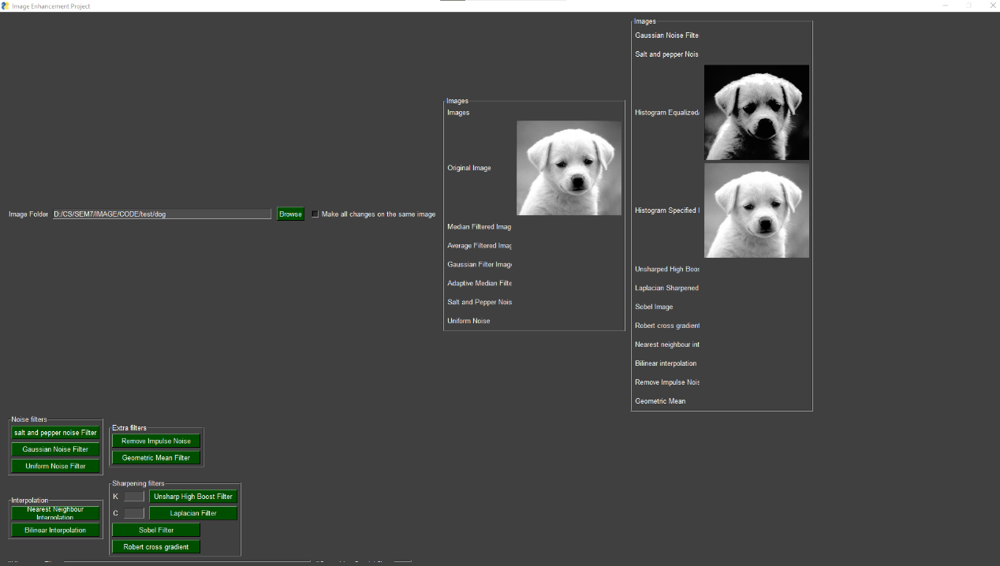 Image Enhancement Project
Images
Gaussian Noise Filte
Salt and pepper Nois
Histogram Equalized
Histogram Specified I
Unsharped High Boos
Laplacian Sharpened
Sobel Image
Robert cross gradient
Nearest neighbour int
Bilinear interpolation
Remove Impulse Nois
Geometric Mean
Images
Images
Original Image
Median Filtered Imag
Average Filtered Imag
Gaussian Filter Image
Adaptive Median Filte
Salt and Pepper Nois
Uniform Noise
Image Folder D:/CS/SEM7/IMAGE/CODE/test/dog Browse Make all changes on the same image
Noise filters
salt and pepper noise Filter
Gaussian Noise Filter
Uniform Noise Filter
Extra filters
Remove Impulse Noise
Geometric Mean Filter
Interpolation
Nearest Neighbour
Interpolation
Bilinear Interpolation
Sharpening filters
K Unsharp High Boost Filter
C Laplacian Filter
Sobel Filter
Robert cross gradient